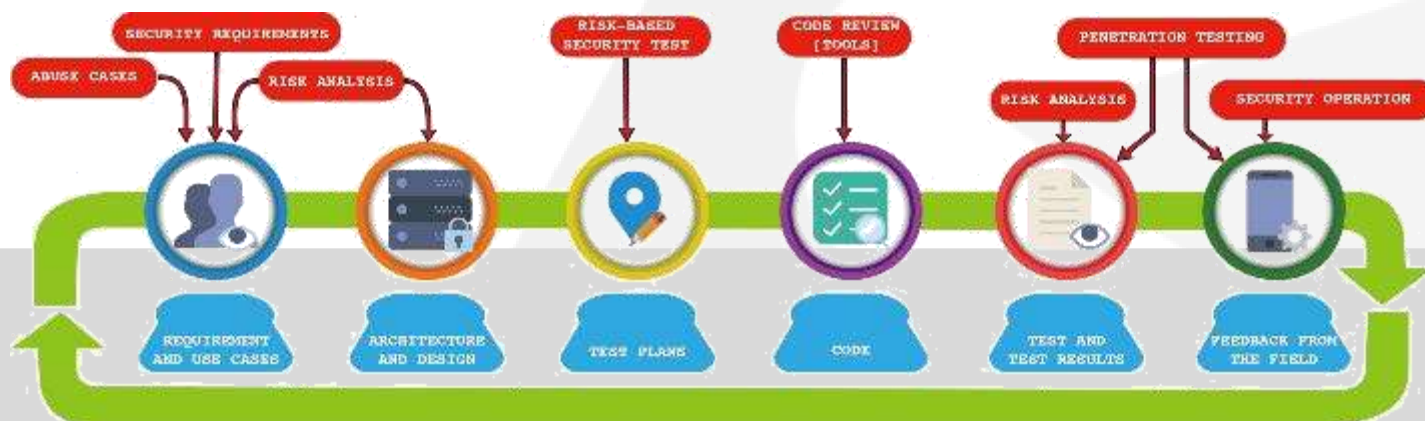 SECURITY REQUIREMENTS
ABUSE CASES
RISK ANALYSIS
RISK-BASED
SECURITY TEST
CODE REVIEW
[TOOLS]
PENETRATION TESTING
RISK ANALYSIS
SECURITY OPERATION
REQUIREMENT
AND USE CASES
ARCHITECTURE
AND DESIGN
TEST PLANS
CODE
TEST AND
TEST RESULTS
FEEDBACK FROM
THE FIELD